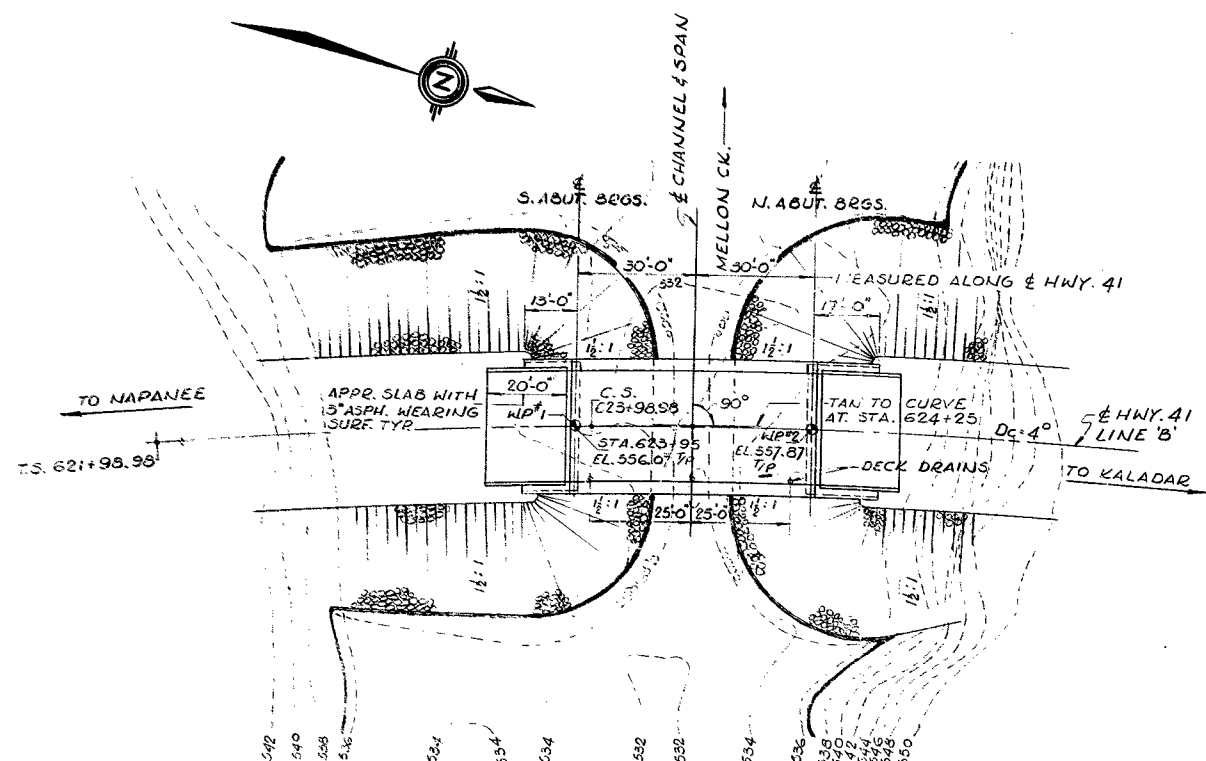 N
℄ CHANNEL & SPAN
MELLON CK.
S. ABUT. BRGS.
N. ABUT. BRGS.
30'-0"
30'-0"
MEASURED ALONG ℄ HWY. 41
532
13'-0"
17'-0"
1½:1
1½:1
1½:1
1½:1
TO NAPANEE
APPR. SLAB WITH
3" ASPH. WEARING
SURF. TYP.
20'-0"
W.P.#1
C.S.
623+98.98
90°
TAN TO CURVE
AT. STA. 624+25
Dc=4°
℄ HWY. 41
LINE 'B'
T.S. 621+98.98
STA. 623+95
EL. 556.07 T/P
W.P.#2
EL. 557.87
T/P
DECK DRAINS
TO KALADAR
1½:1
25'-0"
25'-0"
1½:1
1½:1
1½:1
542
540
538
536
534
534
534
532
532
534
536
538
540
542
544
546
548
550